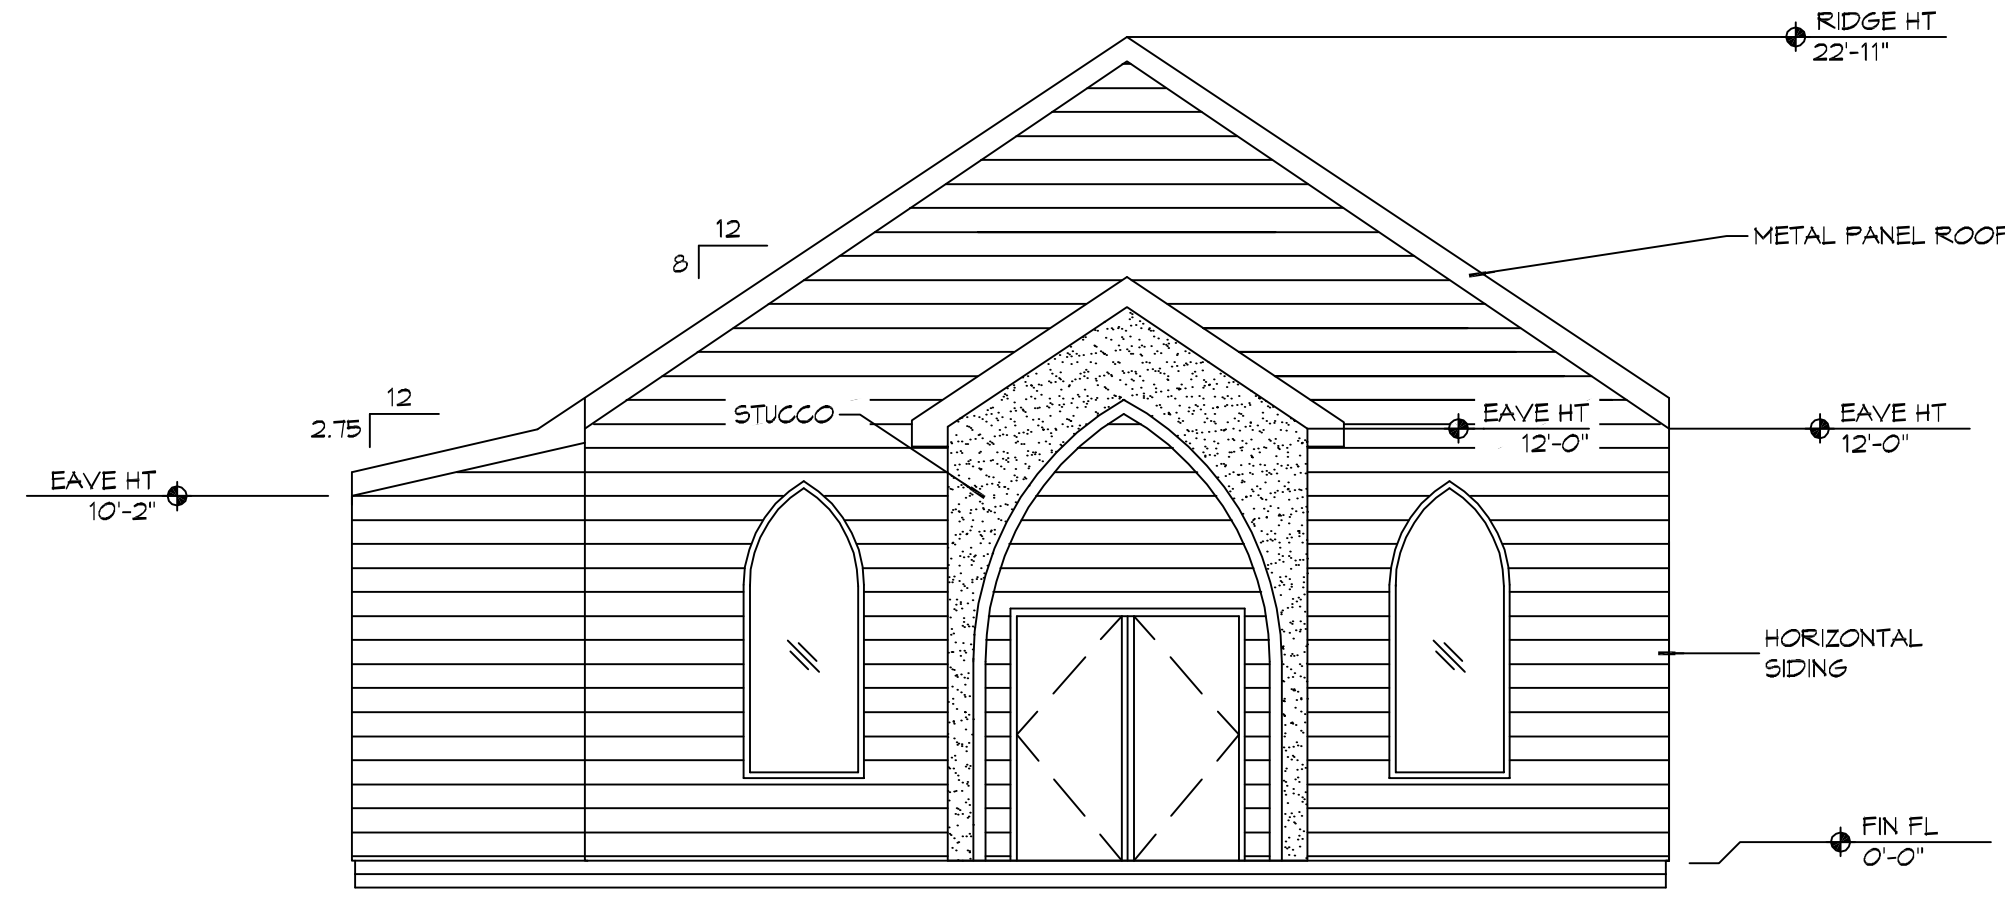 RIDGE HT
22'-11"
12
8
METAL PANEL ROOF
12
2.75
STUCCO
EAVE HT
12'-0"
EAVE HT
12'-0"
EAVE HT
10'-2"
HORIZONTAL
SIDING
FIN FL
0'-0"